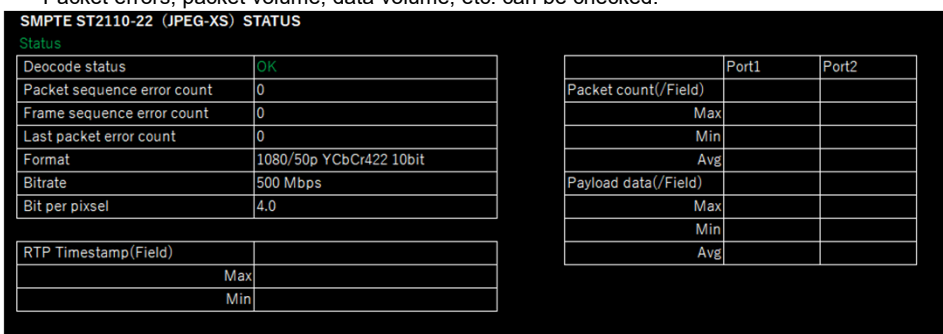 Packet errors, packet volume, data volume, etc. can be checked.
SMPTE ST2110-22 (JPEG-XS) STATUS
Status
Deocode status OK
Packet sequence error count 0
Frame sequence error count 0
Last packet error count 0
Format 1080/50p YCbCr422 10bit
Bitrate 500 Mbps
Bit per pixsel 4.0
RTP Timestamp(Field)
Max
Min
Port1 Port2
Packet count(/Field)
Max
Min
Avg
Payload data(/Field)
Max
Min
Avg